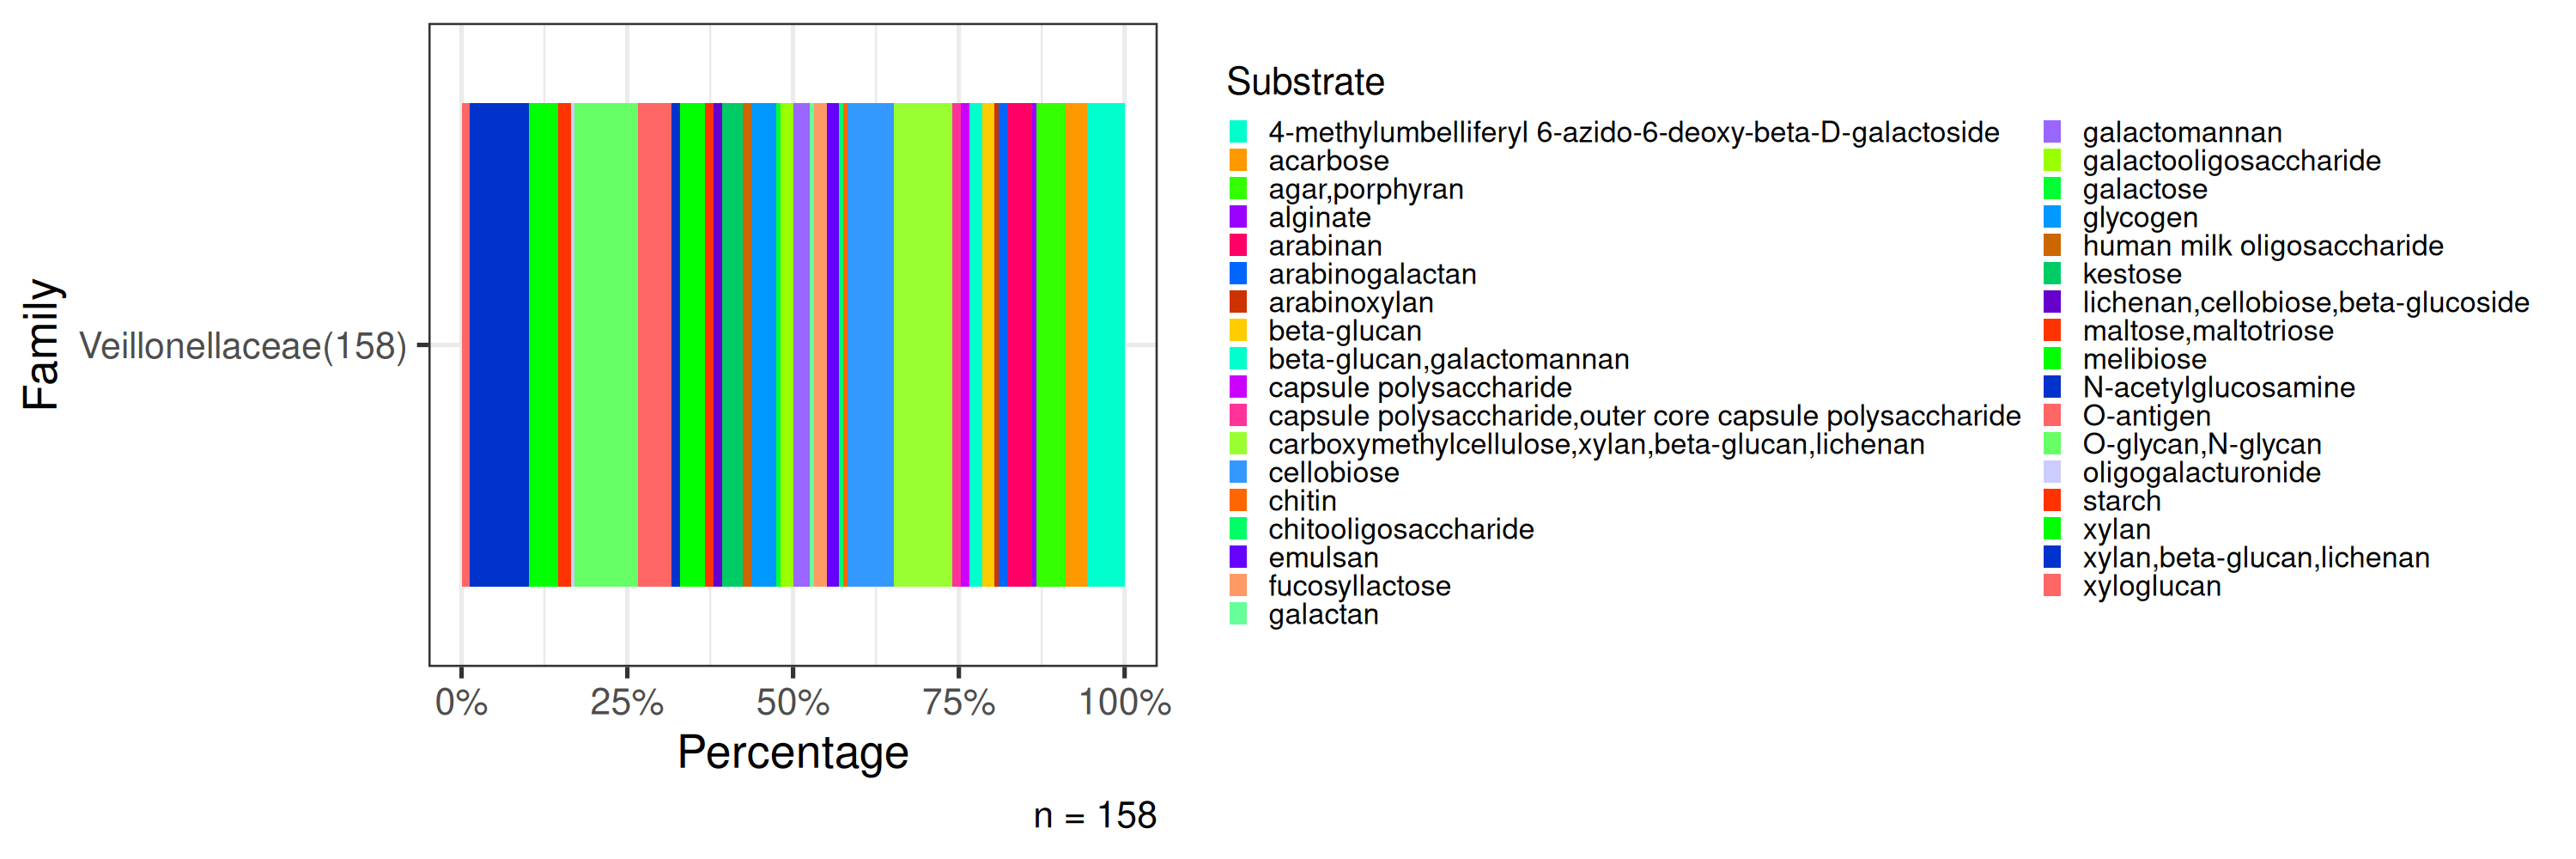 Family
Veillonellaceae(158)
0% 25% 50% 75% 100%
Percentage
n = 158
Substrate
4-methylumbelliferyl 6-azido-6-deoxy-beta-D-galactoside
acarbose
agar,porphyran
alginate
arabinan
arabinogalactan
arabinoxylan
beta-glucan
beta-glucan,galactomannan
capsule polysaccharide
capsule polysaccharide,outer core capsule polysaccharide
carboxymethylcellulose,xylan,beta-glucan,lichenan
cellobiose
chitin
chitooligosaccharide
emulsan
fucosyllactose
galactan
galactomannan
galactooligosaccharide
galactose
glycogen
human milk oligosaccharide
kestose
lichenan,cellobiose,beta-glucoside
maltose,maltotriose
melibiose
N-acetylglucosamine
O-antigen
O-glycan,N-glycan
oligogalacturonide
starch
xylan
xylan,beta-glucan,lichenan
xyloglucan